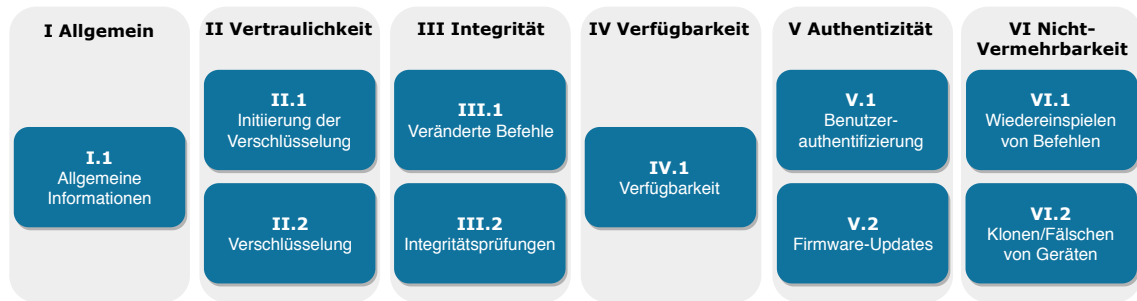 I Allgemein
I.1
Allgemeine
Informationen
II Vertraulichkeit
II.1
Initiierung der
Verschlüsselung
II.2
Verschlüsselung
III Integrität
III.1
Veränderte Befehle
III.2
Integritätsprüfungen
IV Verfügbarkeit
IV.1
Verfügbarkeit
V Authentizität
V.1
Benutzer-
authentifizierung
V.2
Firmware-Updates
VI Nicht-
Vermehrbarkeit
VI.1
Wiedereinspielen
von Befehlen
VI.2
Klonen/Fälschen
von Geräten